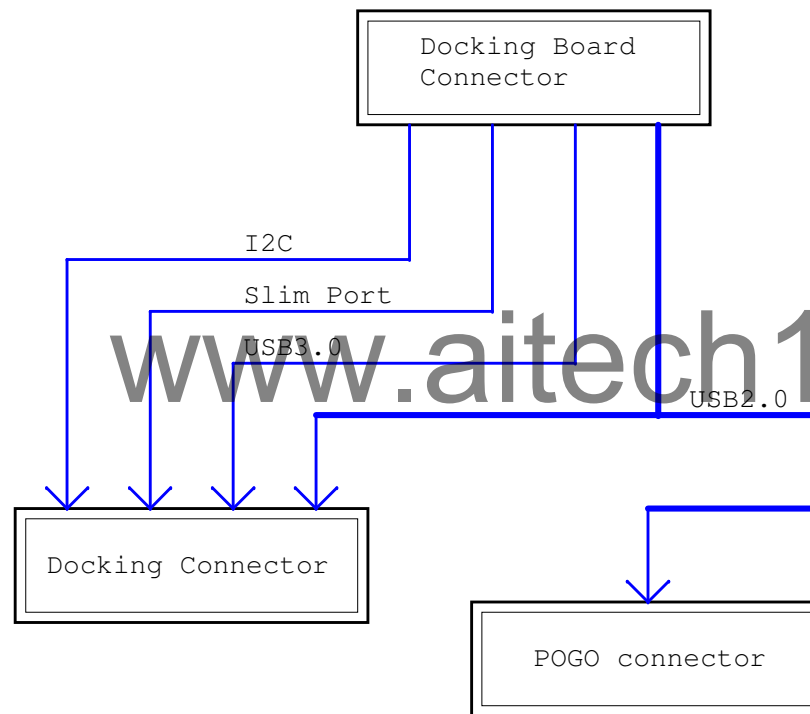 Docking Board
Connector
I2C
Slim Port
USB3.0
www.aitech1
USB2.0
Docking Connector
POGO connector